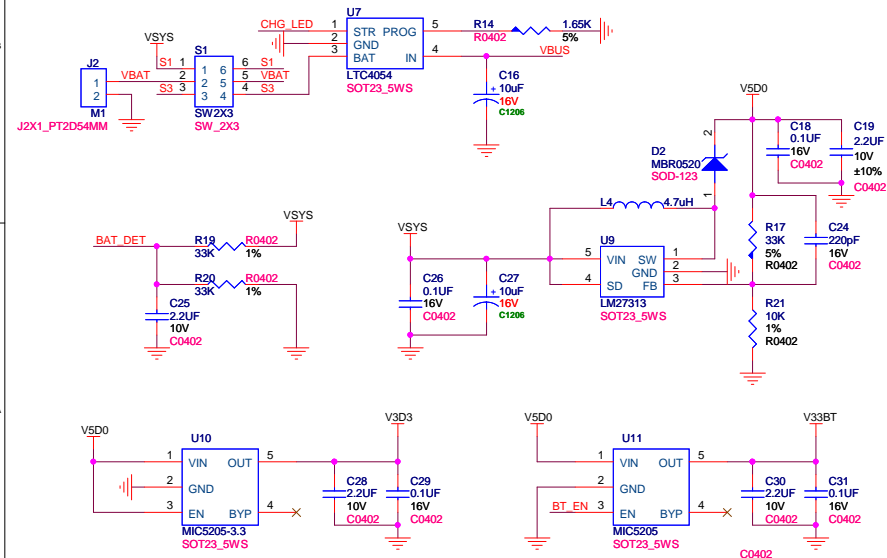 U7
CHG_LED 1 STR PROG 5 R14 1.65K
2 GND R0402 5%
3 BAT IN 4 VBUS
LTC4054
SOT23_5WS
C16
10uF
16V
C1206
+
VSYS
J2
1
2
M1
J2X1_PT2D54MM
VBAT
S1
S1 1 1 6 6 S1
2 2 5 5 VBAT
S3 3 3 4 4 S3
SW2X3
SW_2X3
V5D0
D2
MBR0520
SOD-123
2
1
C18
0.1UF
16V
C0402
C19
2.2UF
10V
±10%
C0402
L4 4.7uH
R17
33K
5%
R0402
C24
220pF
16V
C0402
R21
10K
1%
R0402
U9
5 VIN SW 1
GND 2
4 SD FB 3
LM27313
SOT23_5WS
VSYS
C26
0.1UF
16V
C0402
C27
10uF
16V
C1206
+
BAT_DET
VSYS
R19 R0402
33K 1%
R20 R0402
33K 1%
C25
2.2UF
10V
C0402
V5D0
U10
1 VIN OUT 5
2 GND
3 EN BYP 4
MIC5205-3.3
SOT23_5WS
V3D3
C28
2.2UF
10V
C0402
C29
0.1UF
16V
C0402
V5D0
U11
1 VIN OUT 5
2 GND
BT_EN 3 EN BYP 4
MIC5205
SOT23_5WS
V33BT
C30
2.2UF
10V
C0402
C31
0.1UF
16V
C0402
C0402